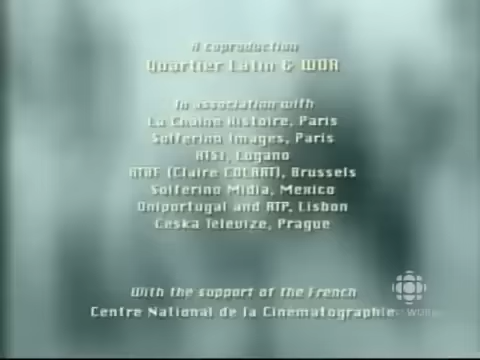 A coproduction
Quartier Latin & WDR
In association with
La Chaine Histoire, Paris
Solferino Images, Paris
RTSI, Lugano
RTBF (Claire COLART), Brussels
Solferino Midia, Mexico
Oniportugal and RTP, Lisbon
Ceska Televize, Prague
With the support of the French
Centre National de la Cinematographie